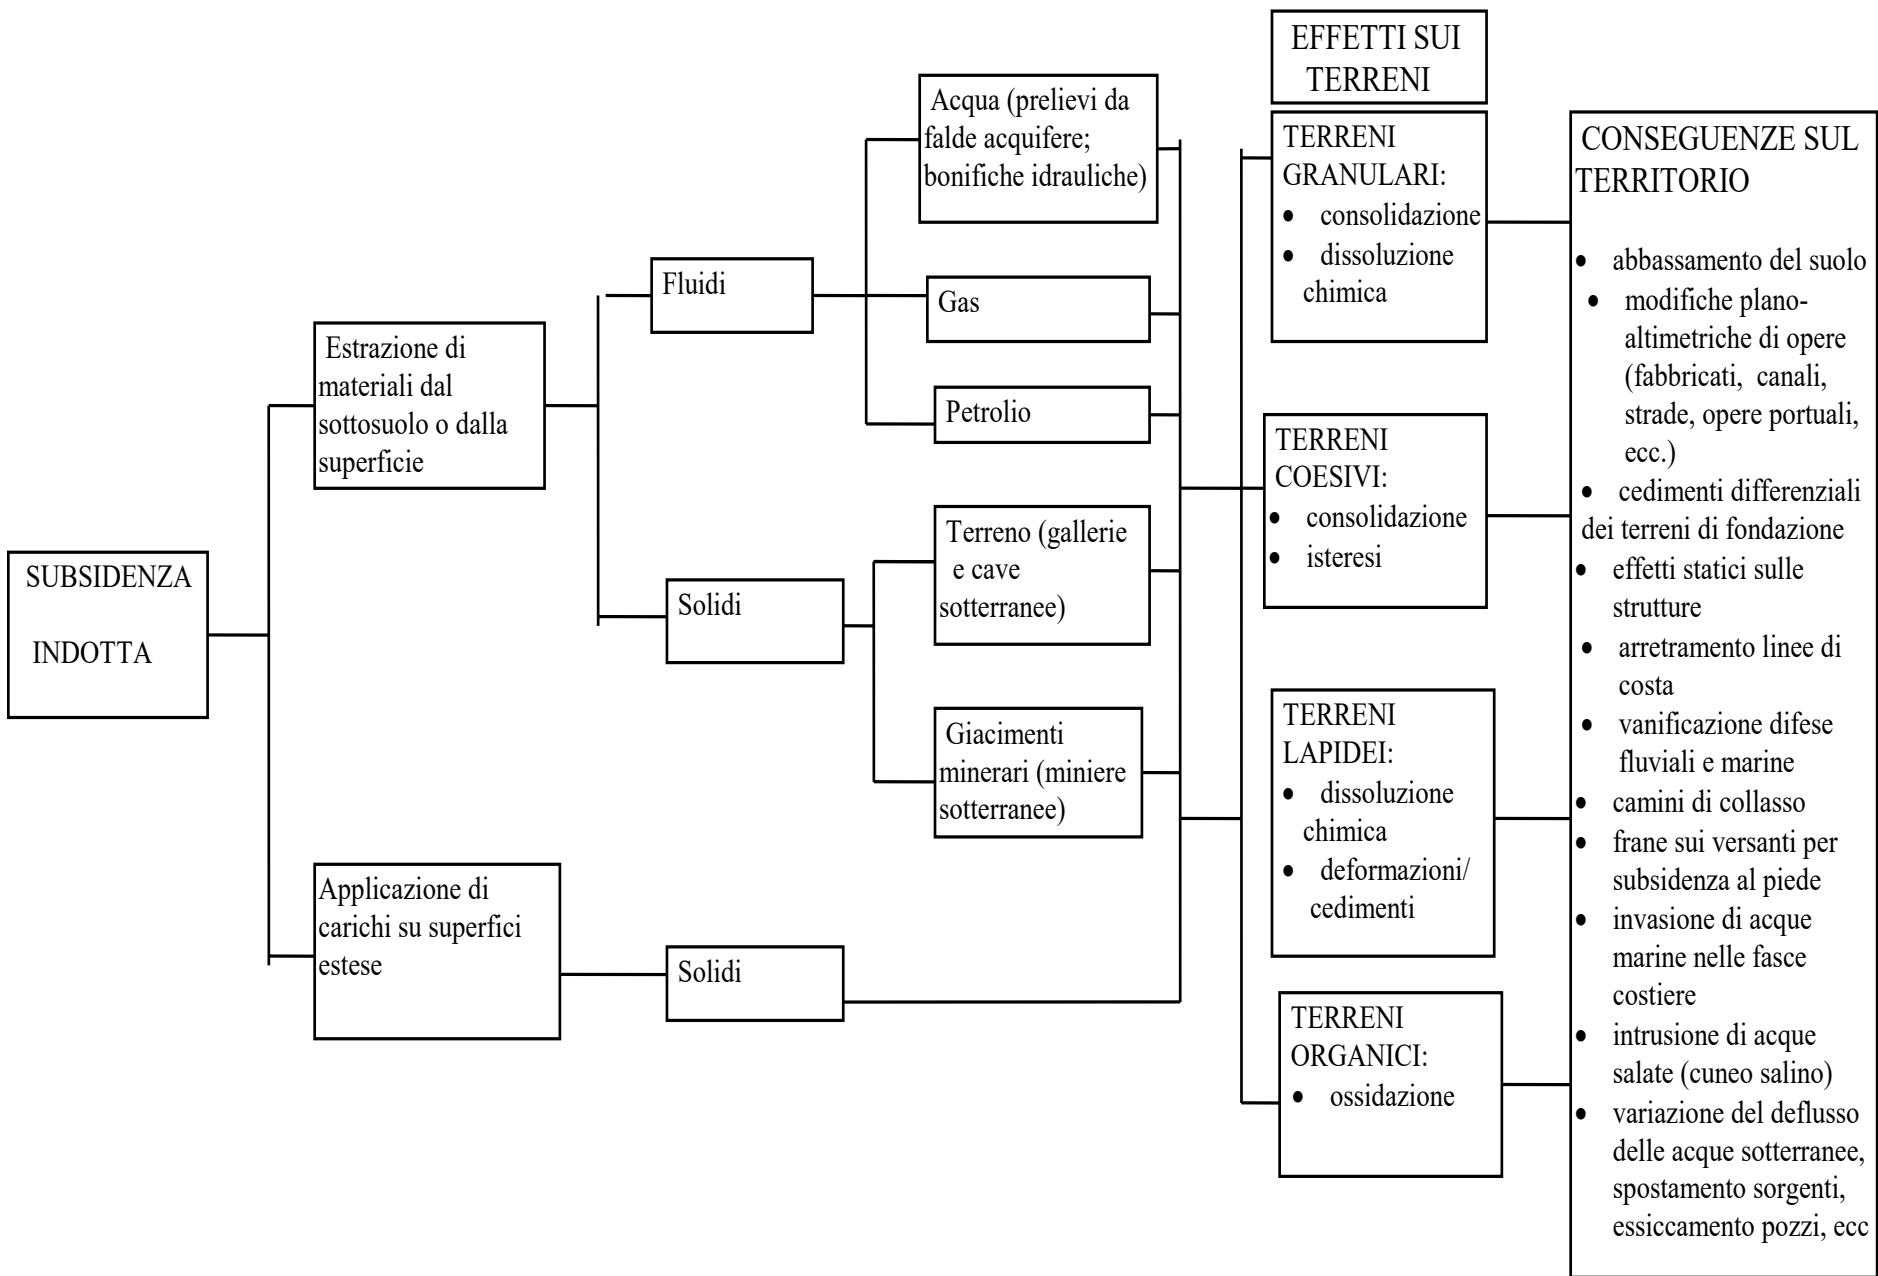 SUBSIDENZA
INDOTTA
Estrazione di
materiali dal
sottosuolo o dalla
superficie
Applicazione di
carichi su superfici
estese
Fluidi
Solidi
Solidi
Acqua (prelievi da
falde acquifere;
bonifiche idrauliche)
Gas
Petrolio
Terreno (gallerie
e cave
sotterranee)
Giacimenti
minerari (miniere
sotterranee)
EFFETTI SUI
TERRENI
TERRENI
GRANULARI:
• consolidazione
• dissoluzione
chimica
TERRENI
COESIVI:
• consolidazione
• isteresi
TERRENI
LAPIDEI:
• dissoluzione
chimica
• deformazioni/
cedimenti
TERRENI
ORGANICI:
• ossidazione
CONSEGUENZE SUL
TERRITORIO
• abbassamento del suolo
• modifiche plano-
altimetriche di opere
(fabbricati, canali,
strade, opere portuali,
ecc.)
• cedimenti differenziali
dei terreni di fondazione
• effetti statici sulle
strutture
• arretramento linee di
costa
• vanificazione difese
fluviali e marine
• camini di collasso
• frane sui versanti per
subsidenza al piede
• invasione di acque
marine nelle fasce
costiere
• intrusione di acque
salate (cuneo salino)
• variazione del deflusso
delle acque sotterranee,
spostamento sorgenti,
essiccamento pozzi, ecc